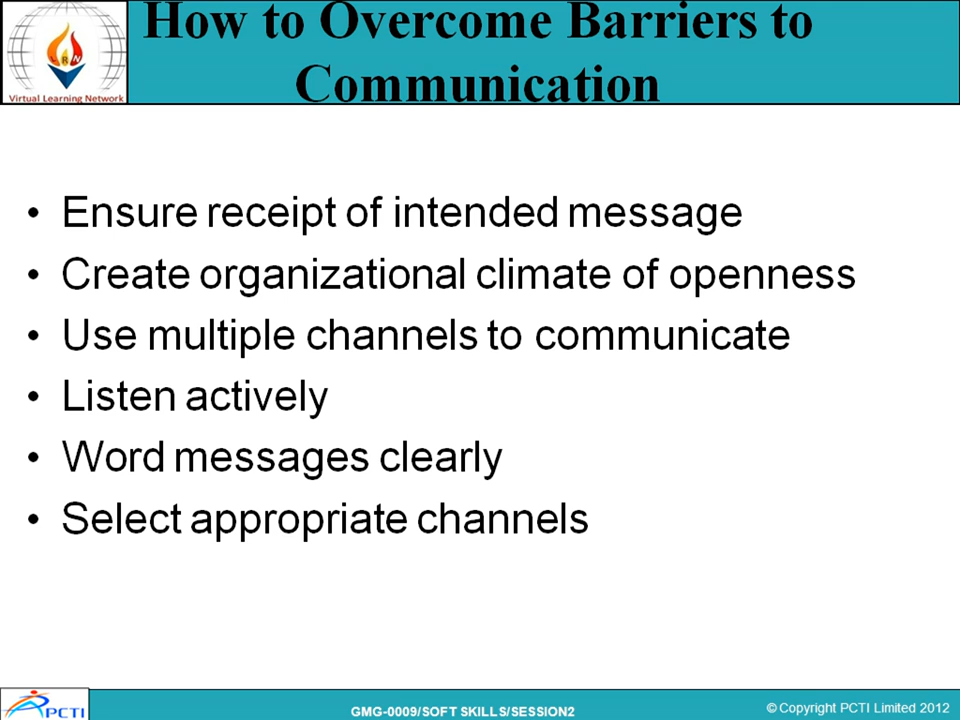 How to Overcome Barriers to
Communication
RN
Virtual Learning Network
• Ensure receipt of intended message
• Create organizational climate of openness
• Use multiple channels to communicate
• Listen actively
• Word messages clearly
• Select appropriate channels
PCTI
GMG-0009/SOFT SKILLS/SESSION2
© Copyright PCTI Limited 2012